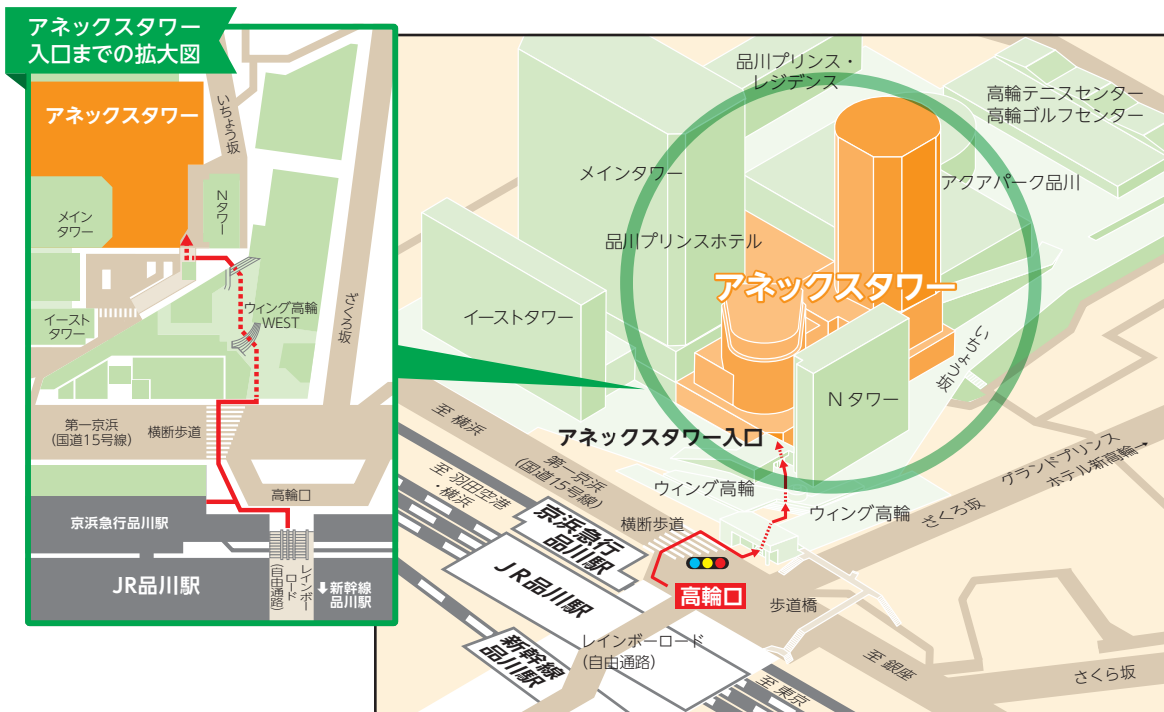 アネックスタワー
入口までの拡大図
アネックスタワー
いちょう坂
Nタワー
メイン
タワー
ウィング高輪
WEST
イースト
タワー
ざくろ坂
第一京浜
(国道15号線)
横断歩道
高輪口
京浜急行品川駅
JR品川駅
レインボー
ロード
(自由通路)
↓新幹線
品川駅
品川プリンス・
レジデンス
高輪テニスセンター
高輪ゴルフセンター
メインタワー
アクアパーク品川
品川プリンスホテル
アネックスタワー
イーストタワー
いちょう坂
Nタワー
至 横浜
アネックスタワー入口
第一京浜
(国道15号線)
至 羽田空港
・横浜
ウィング高輪
グランドプリンス
ホテル新高輪→
ざくろ坂
ウィング高輪
横断歩道
京浜急行
品川駅
JR品川駅
高輪口
歩道橋
レインボーロード
(自由通路)
新幹線
品川駅
至 銀座
至 東京
さくら坂